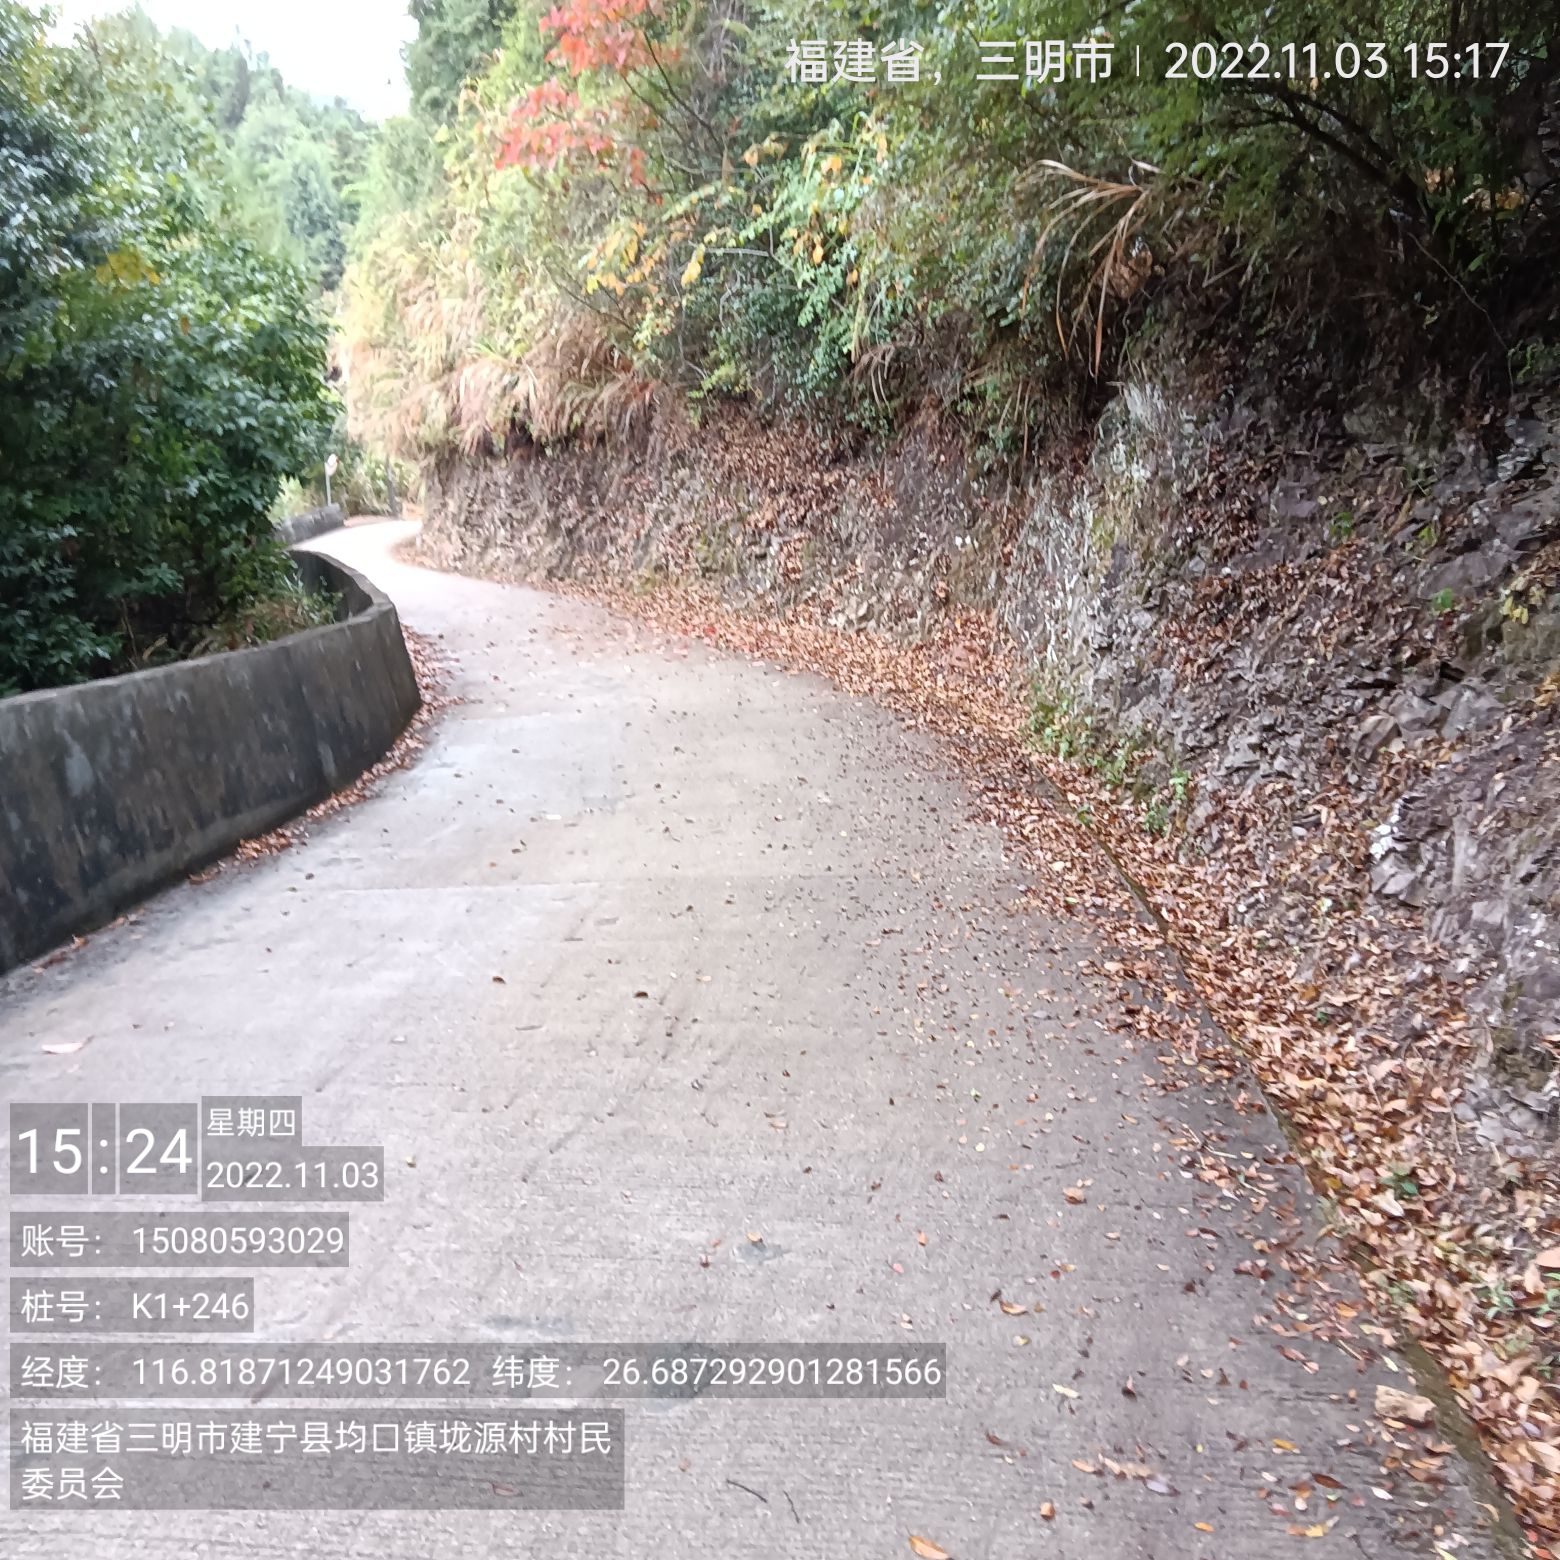 福建省，三明市 | 2022.11.03 15:17
15:24
星期四
2022.11.03
账号： 15080593029
桩号： K1+246
经度： 116.81871249031762 纬度： 26.687292901281566
福建省三明市建宁县均口镇垅源村村民
委员会